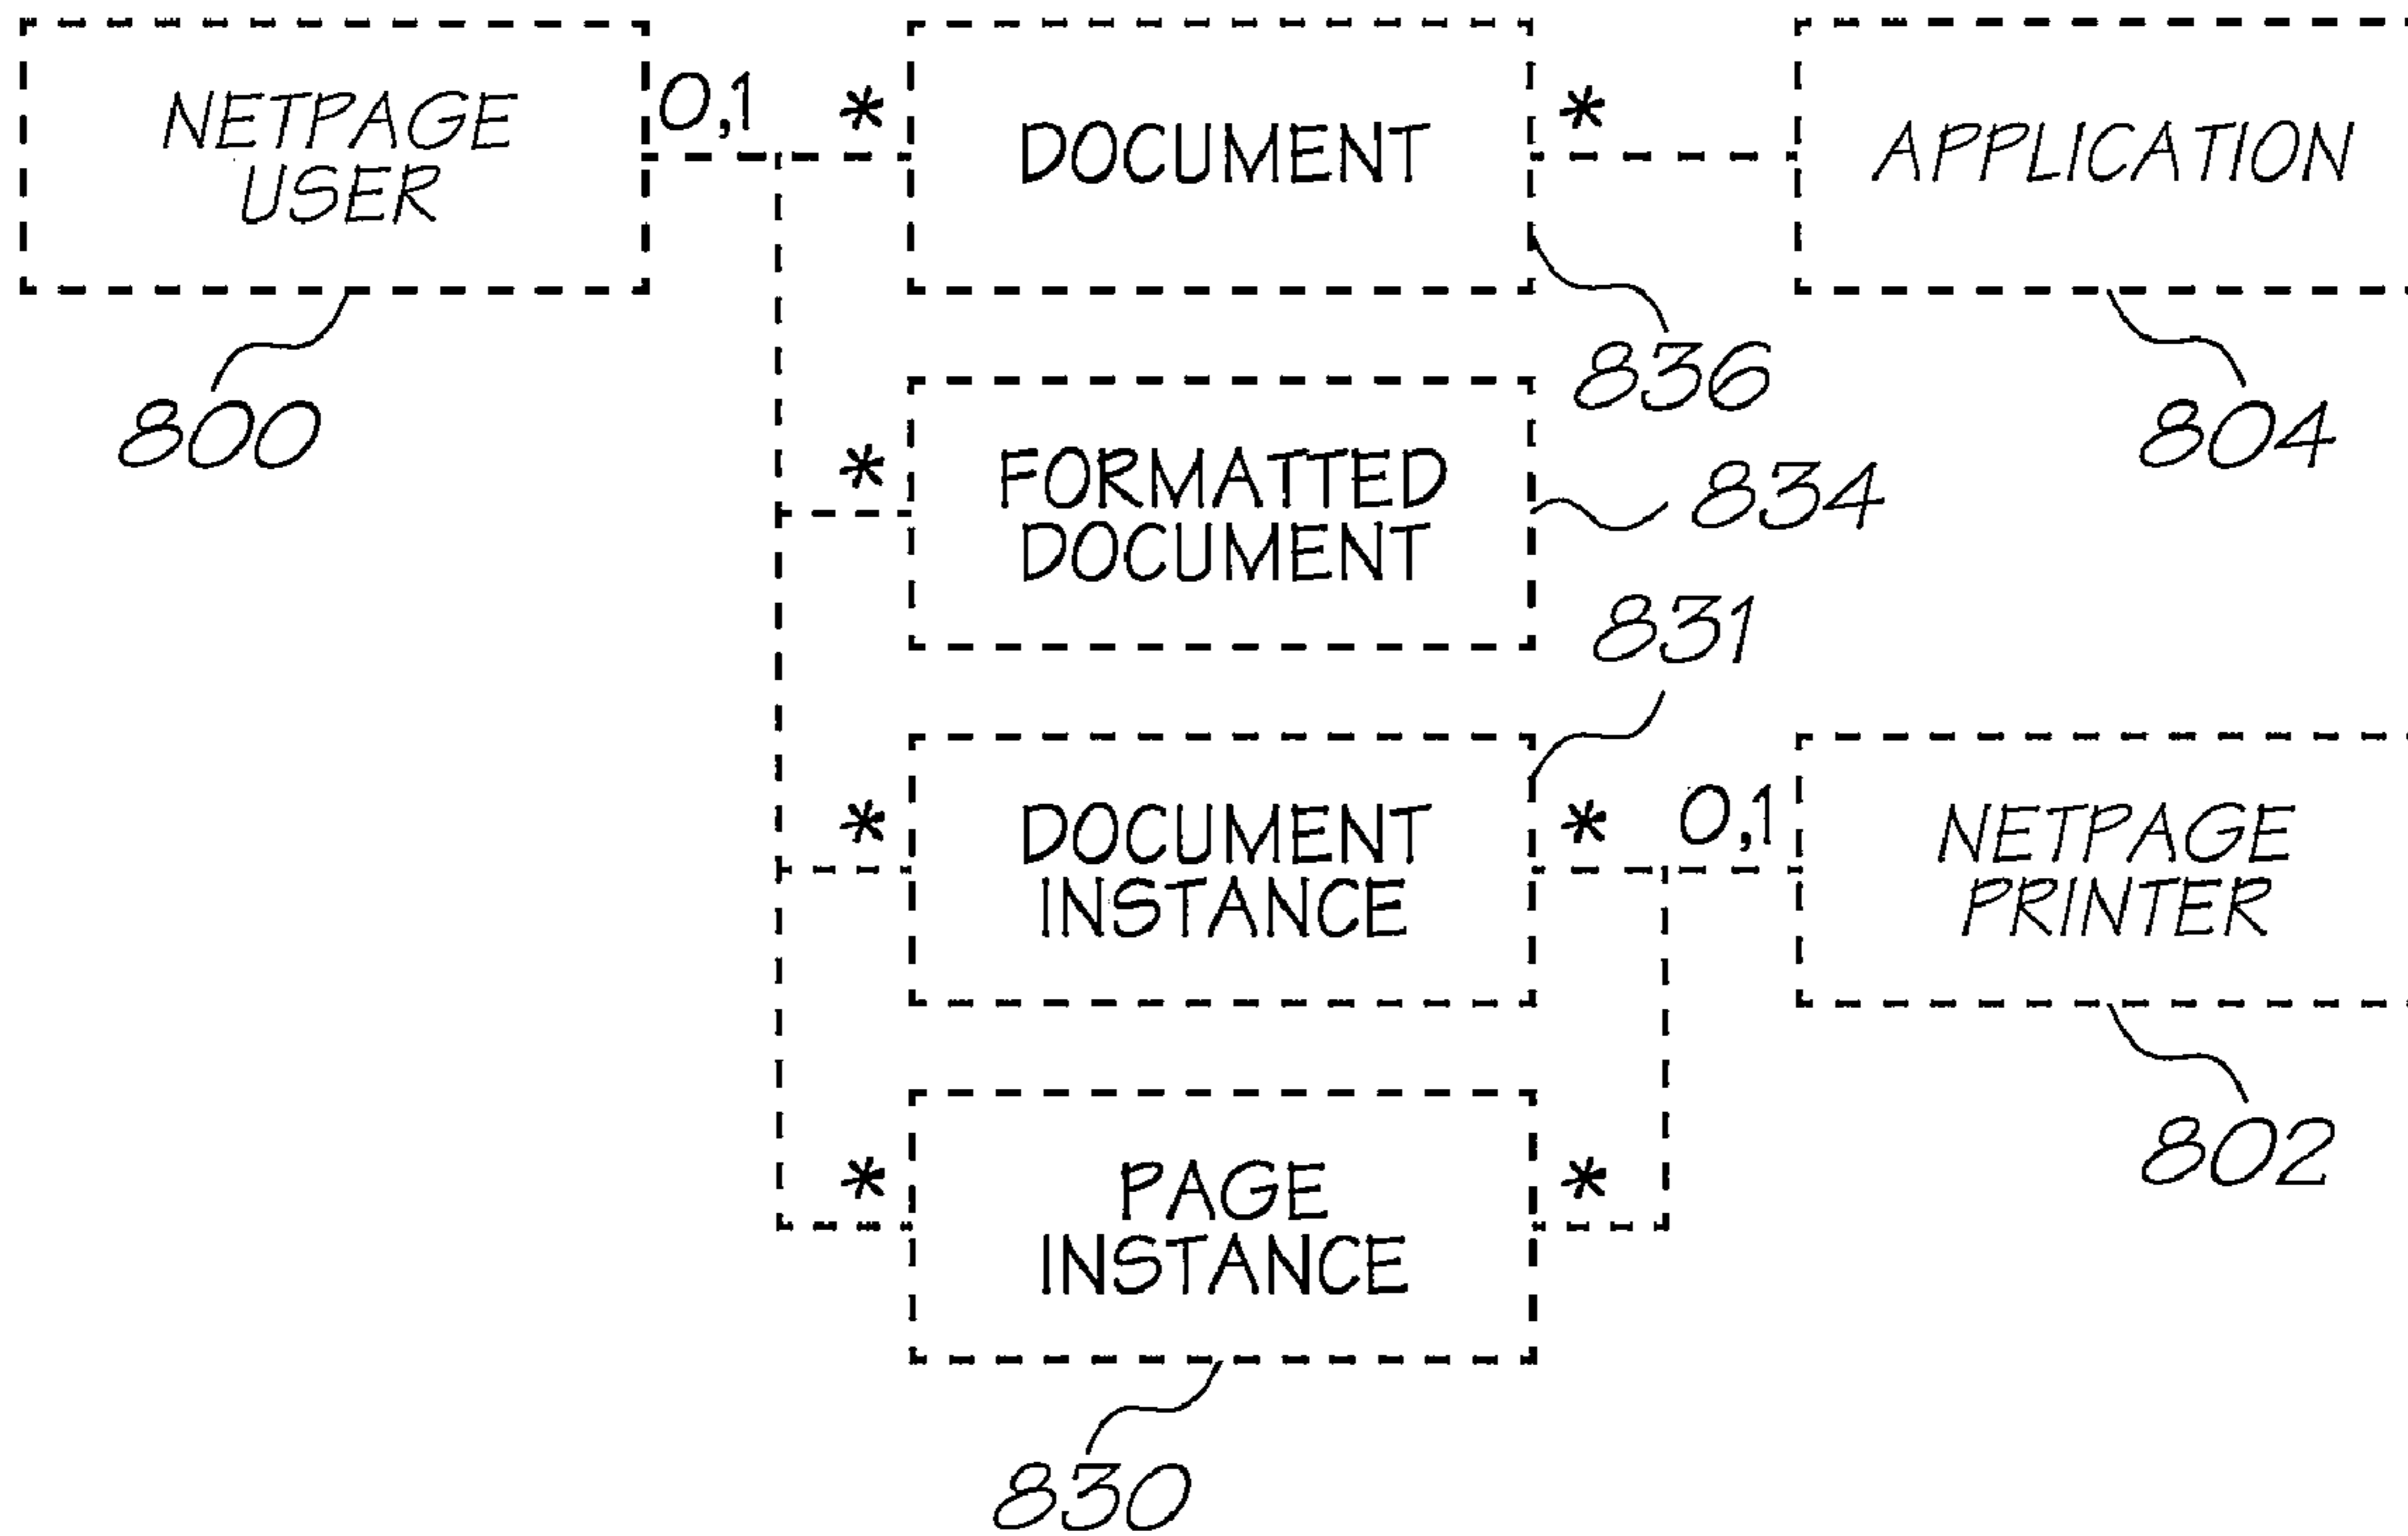 NETPAGE
USER
0,1
*
DOCUMENT
*
APPLICATION
800
836
804
*
FORMATTED
DOCUMENT
834
831
*
DOCUMENT
INSTANCE
*
0,1
NETPAGE
PRINTER
802
*
PAGE
INSTANCE
*
830